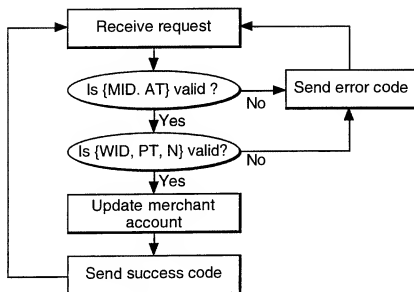 Receive request
Is {MID. AT} valid ?
No
Send error code
Yes
Is {WID, PT, N} valid?
No
Yes
Update merchant
account
Send success code